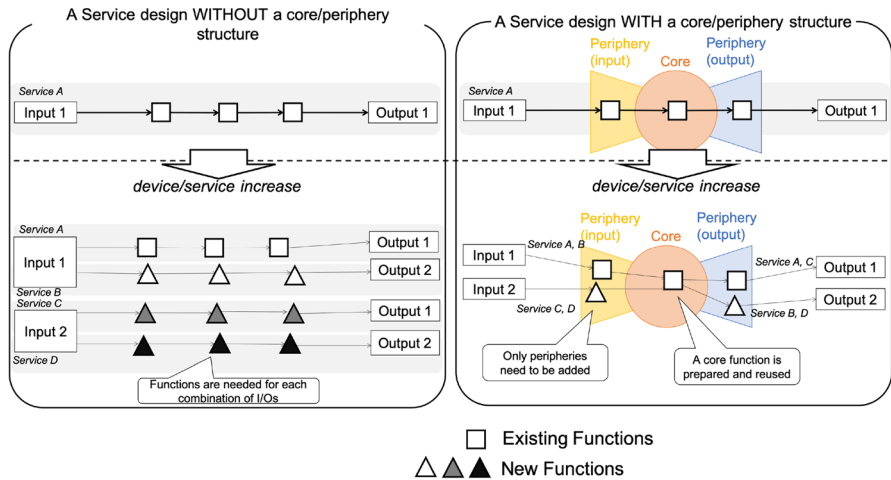 A Service design WITHOUT a core/periphery
structure
Service A
Input 1
Output 1
device/service increase
Service A
Input 1
Output 1
Output 2
Service B
Service C
Input 2
Output 1
Output 2
Service D
Functions are needed for each
combination of I/Os
A Service design WITH a core/periphery structure
Periphery
(input)
Core
Periphery
(output)
Service A
Input 1
Output 1
device/service increase
Periphery
(input)
Core
Periphery
(output)
Input 1
Service A, B
Service A, C
Output 1
Input 2
Service C, D
Service B, D
Output 2
Only peripheries
need to be added
A core function is
prepared and reused
Existing Functions
New Functions